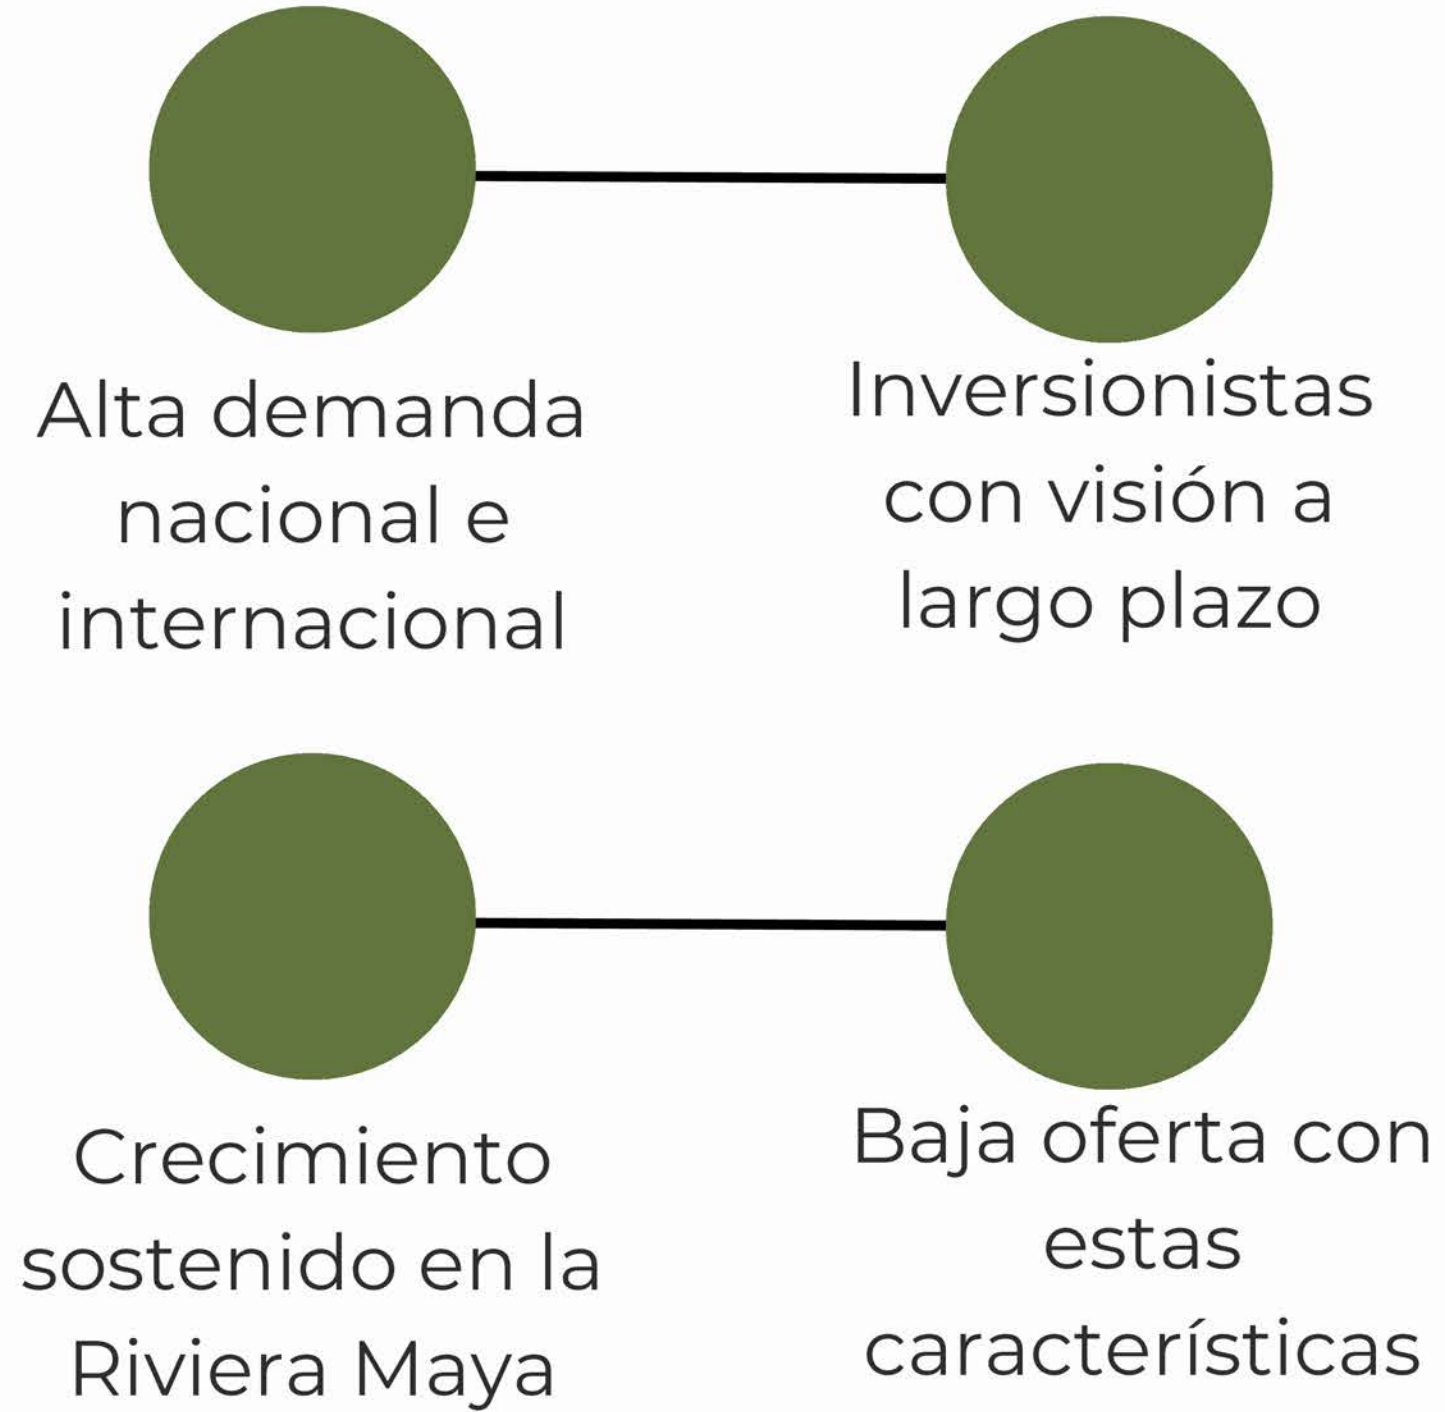 Alta demanda
nacional e
internacional
Inversionistas
con visión a
largo plazo
Crecimiento
sostenido en la
Riviera Maya
Baja oferta con
estas
características